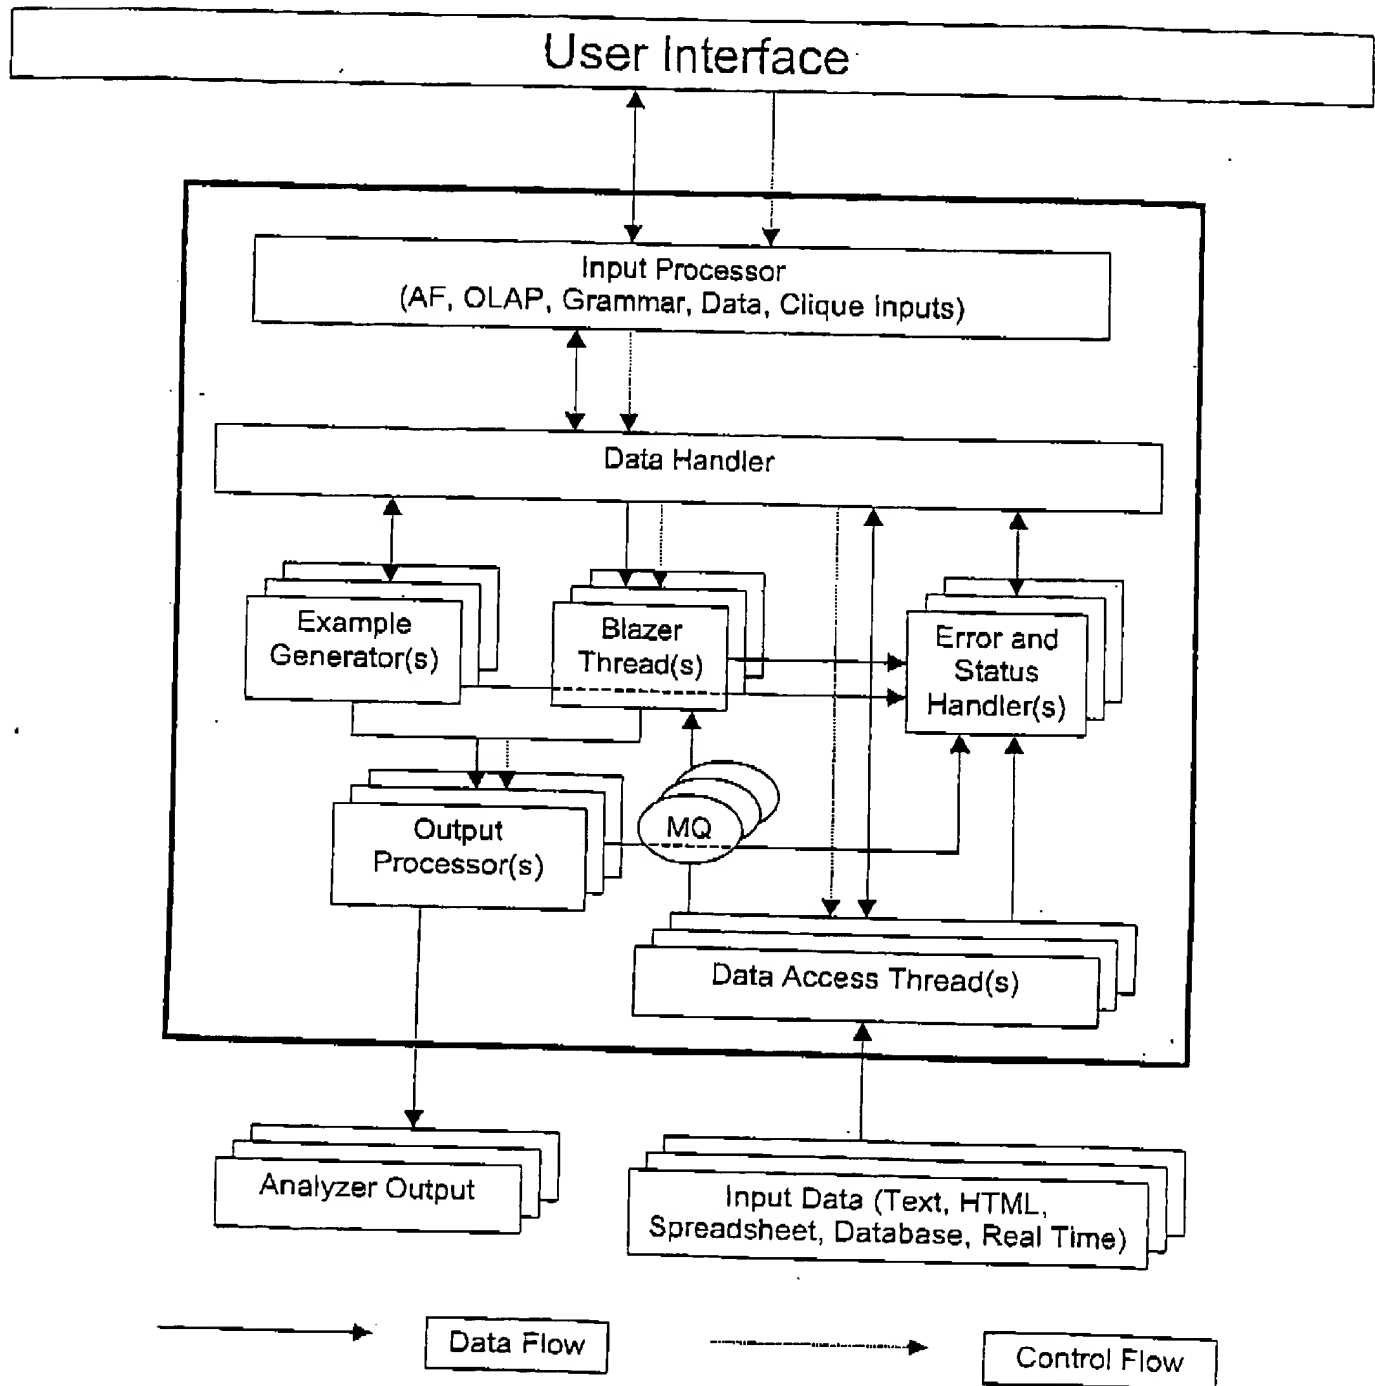 User Interface
Input Processor
(AF, OLAP, Grammar, Data, Clique Inputs)
Data Handler
Example
Generator(s)
Blazer
Thread(s)
Error and
Status
Handler(s)
Output
Processor(s)
MQ
Data Access Thread(s)
Analyzer Output
Input Data (Text, HTML,
Spreadsheet, Database, Real Time)
Data Flow
Control Flow